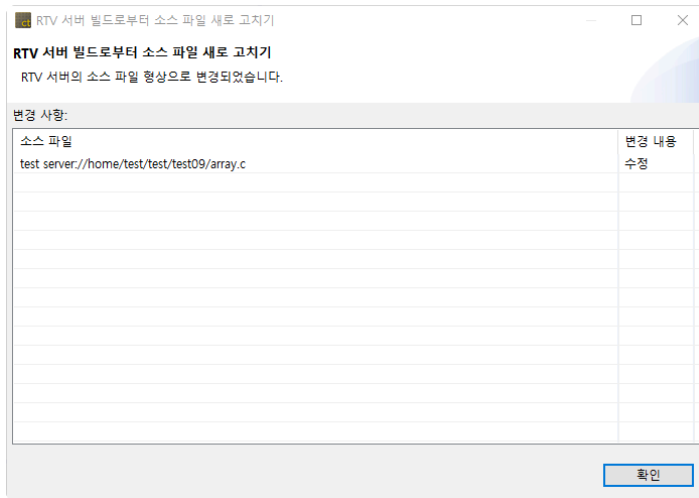 ct RTV 서버 빌드로부터 소스 파일 새로 고치기
RTV 서버 빌드로부터 소스 파일 새로 고치기
RTV 서버의 소스 파일 형상으로 변경되었습니다.
변경 사항:
소스 파일 변경 내용
test server://home/test/test/test09/array.c 수정
확인